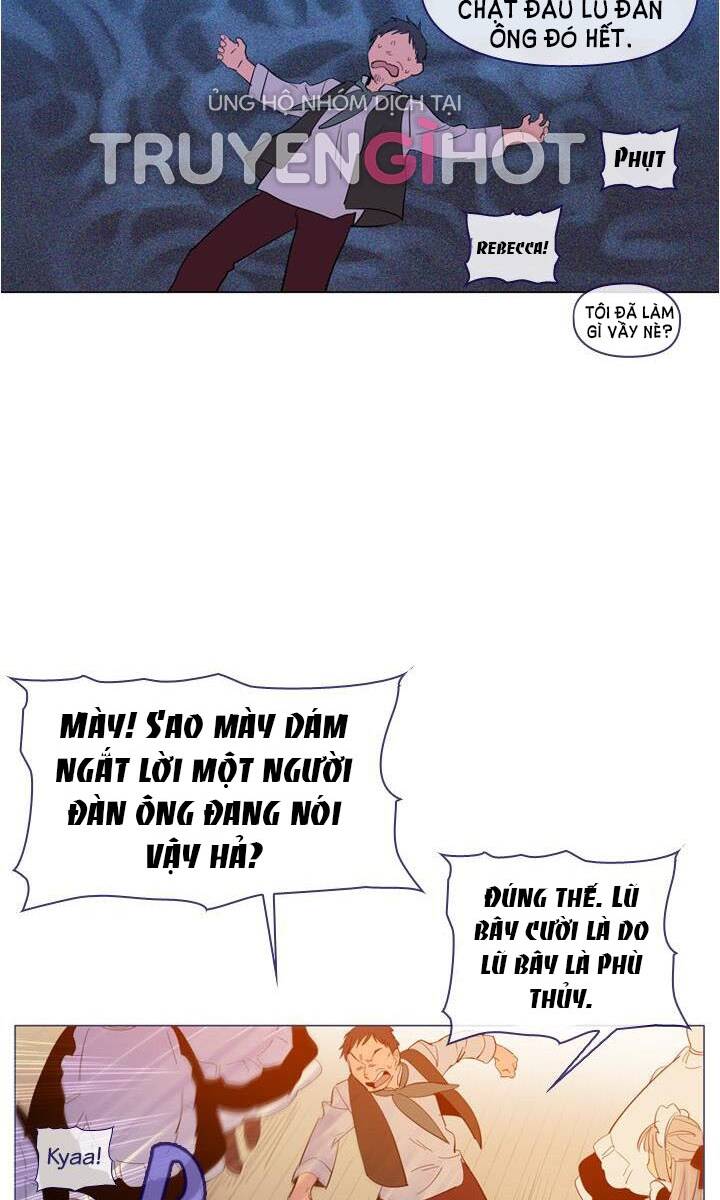 CHẶT ĐẦU LŨ ĐÀN
ÔNG ĐÓ HẾT.
ỦNG HỘ NHÓM DỊCH TẠI
TRUYENGIHOT
PHỤT
REBECCA!
TÔI ĐÃ LÀM
GÌ VẦY NÈ?
MÀY! SAO MÀY DÁM
NGẮT LỜI MỘT NGƯỜI
ĐÀN ÔNG ĐANG NÓI
VẬY HẢ?
ĐÚNG THẾ. LŨ
BÂY CƯỜI LÀ DO
LŨ BÂY LÀ PHÙ
THỦY.
Kyaa!